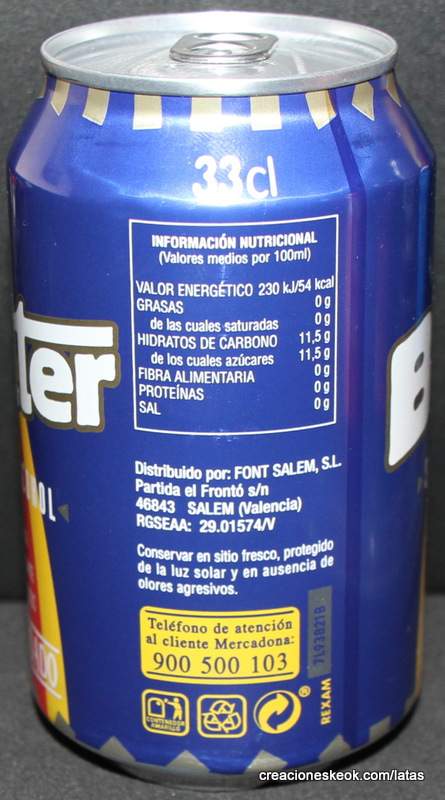 33cl
INFORMACIÓN NUTRICIONAL
(Valores medios por 100ml)
VALOR ENERGÉTICO 230 kJ/54 kcal
GRASAS 0 g
de las cuales saturadas 0 g
HIDRATOS DE CARBONO 11,5 g
de los cuales azúcares 11,5 g
FIBRA ALIMENTARIA 0 g
PROTEÍNAS 0 g
SAL 0 g
ter
B
Distribuido por: FONT SALEM, S.L.
Partida el Frontó s/n
46843 SALEM (Valencia)
RGSEAA: 29.01574/V
Conservar en sitio fresco, protegido
de la luz solar y en ausencia de
olores agresivos.
Teléfono de atención
al cliente Mercadona:
900 500 103
CONTENEDOR
AMARILLO
®
REXAM
7L93B21B
creacioneskeok.com/latas